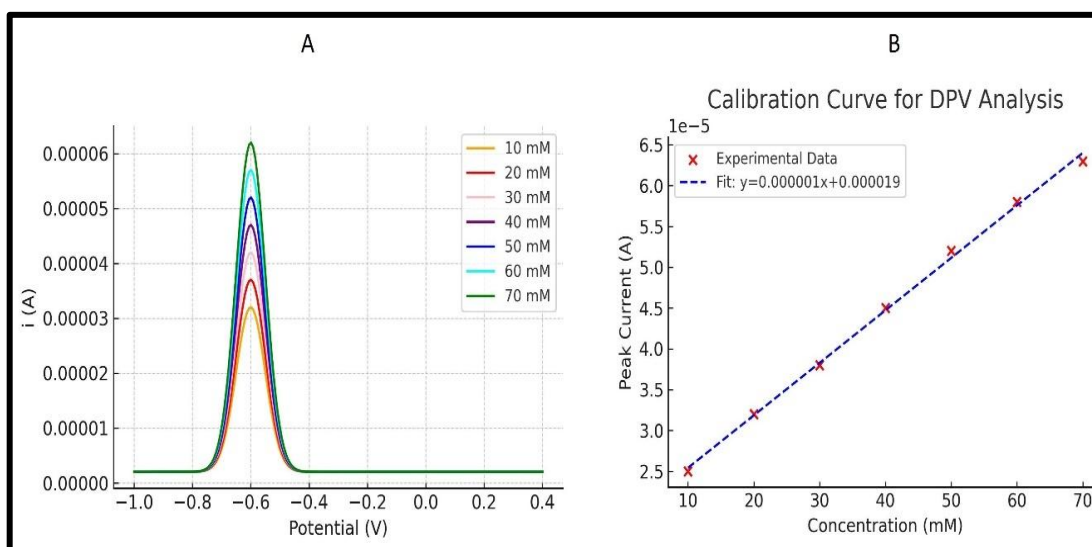 A
0.00006
0.00005
0.00004
0.00003
0.00002
0.00001
0.00000
i (A)
−1.0 −0.8 −0.6 −0.4 −0.2 0.0 0.2 0.4
Potential (V)
10 mM
20 mM
30 mM
40 mM
50 mM
60 mM
70 mM
B
Calibration Curve for DPV Analysis
1e−5
6.5
6.0
5.5
5.0
4.5
4.0
3.5
3.0
2.5
Peak Current (A)
Experimental Data
Fit: y=0.000001x+0.000019
10 20 30 40 50 60 70
Concentration (mM)